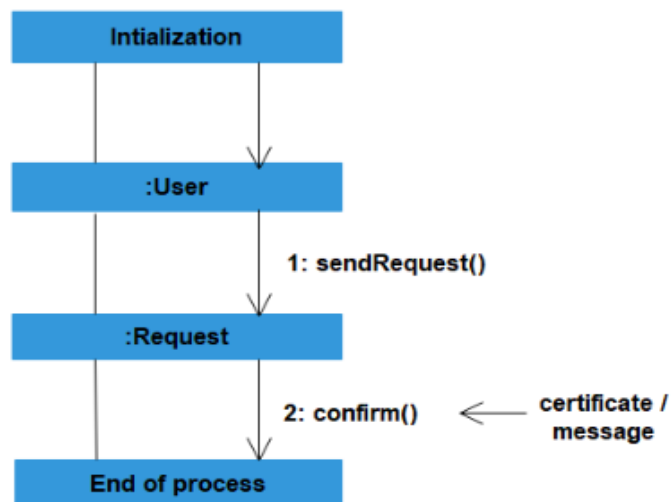 Intialization
:User
1: sendRequest()
:Request
2: confirm()
certificate /
message
End of process